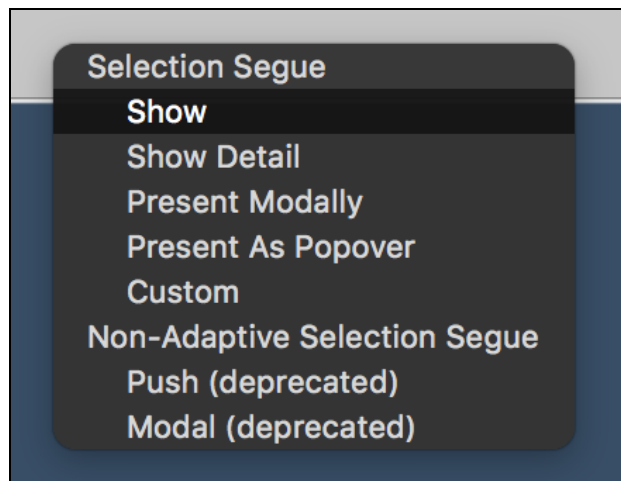 Selection Segue
Show
Show Detail
Present Modally
Present As Popover
Custom
Non-Adaptive Selection Segue
Push (deprecated)
Modal (deprecated)